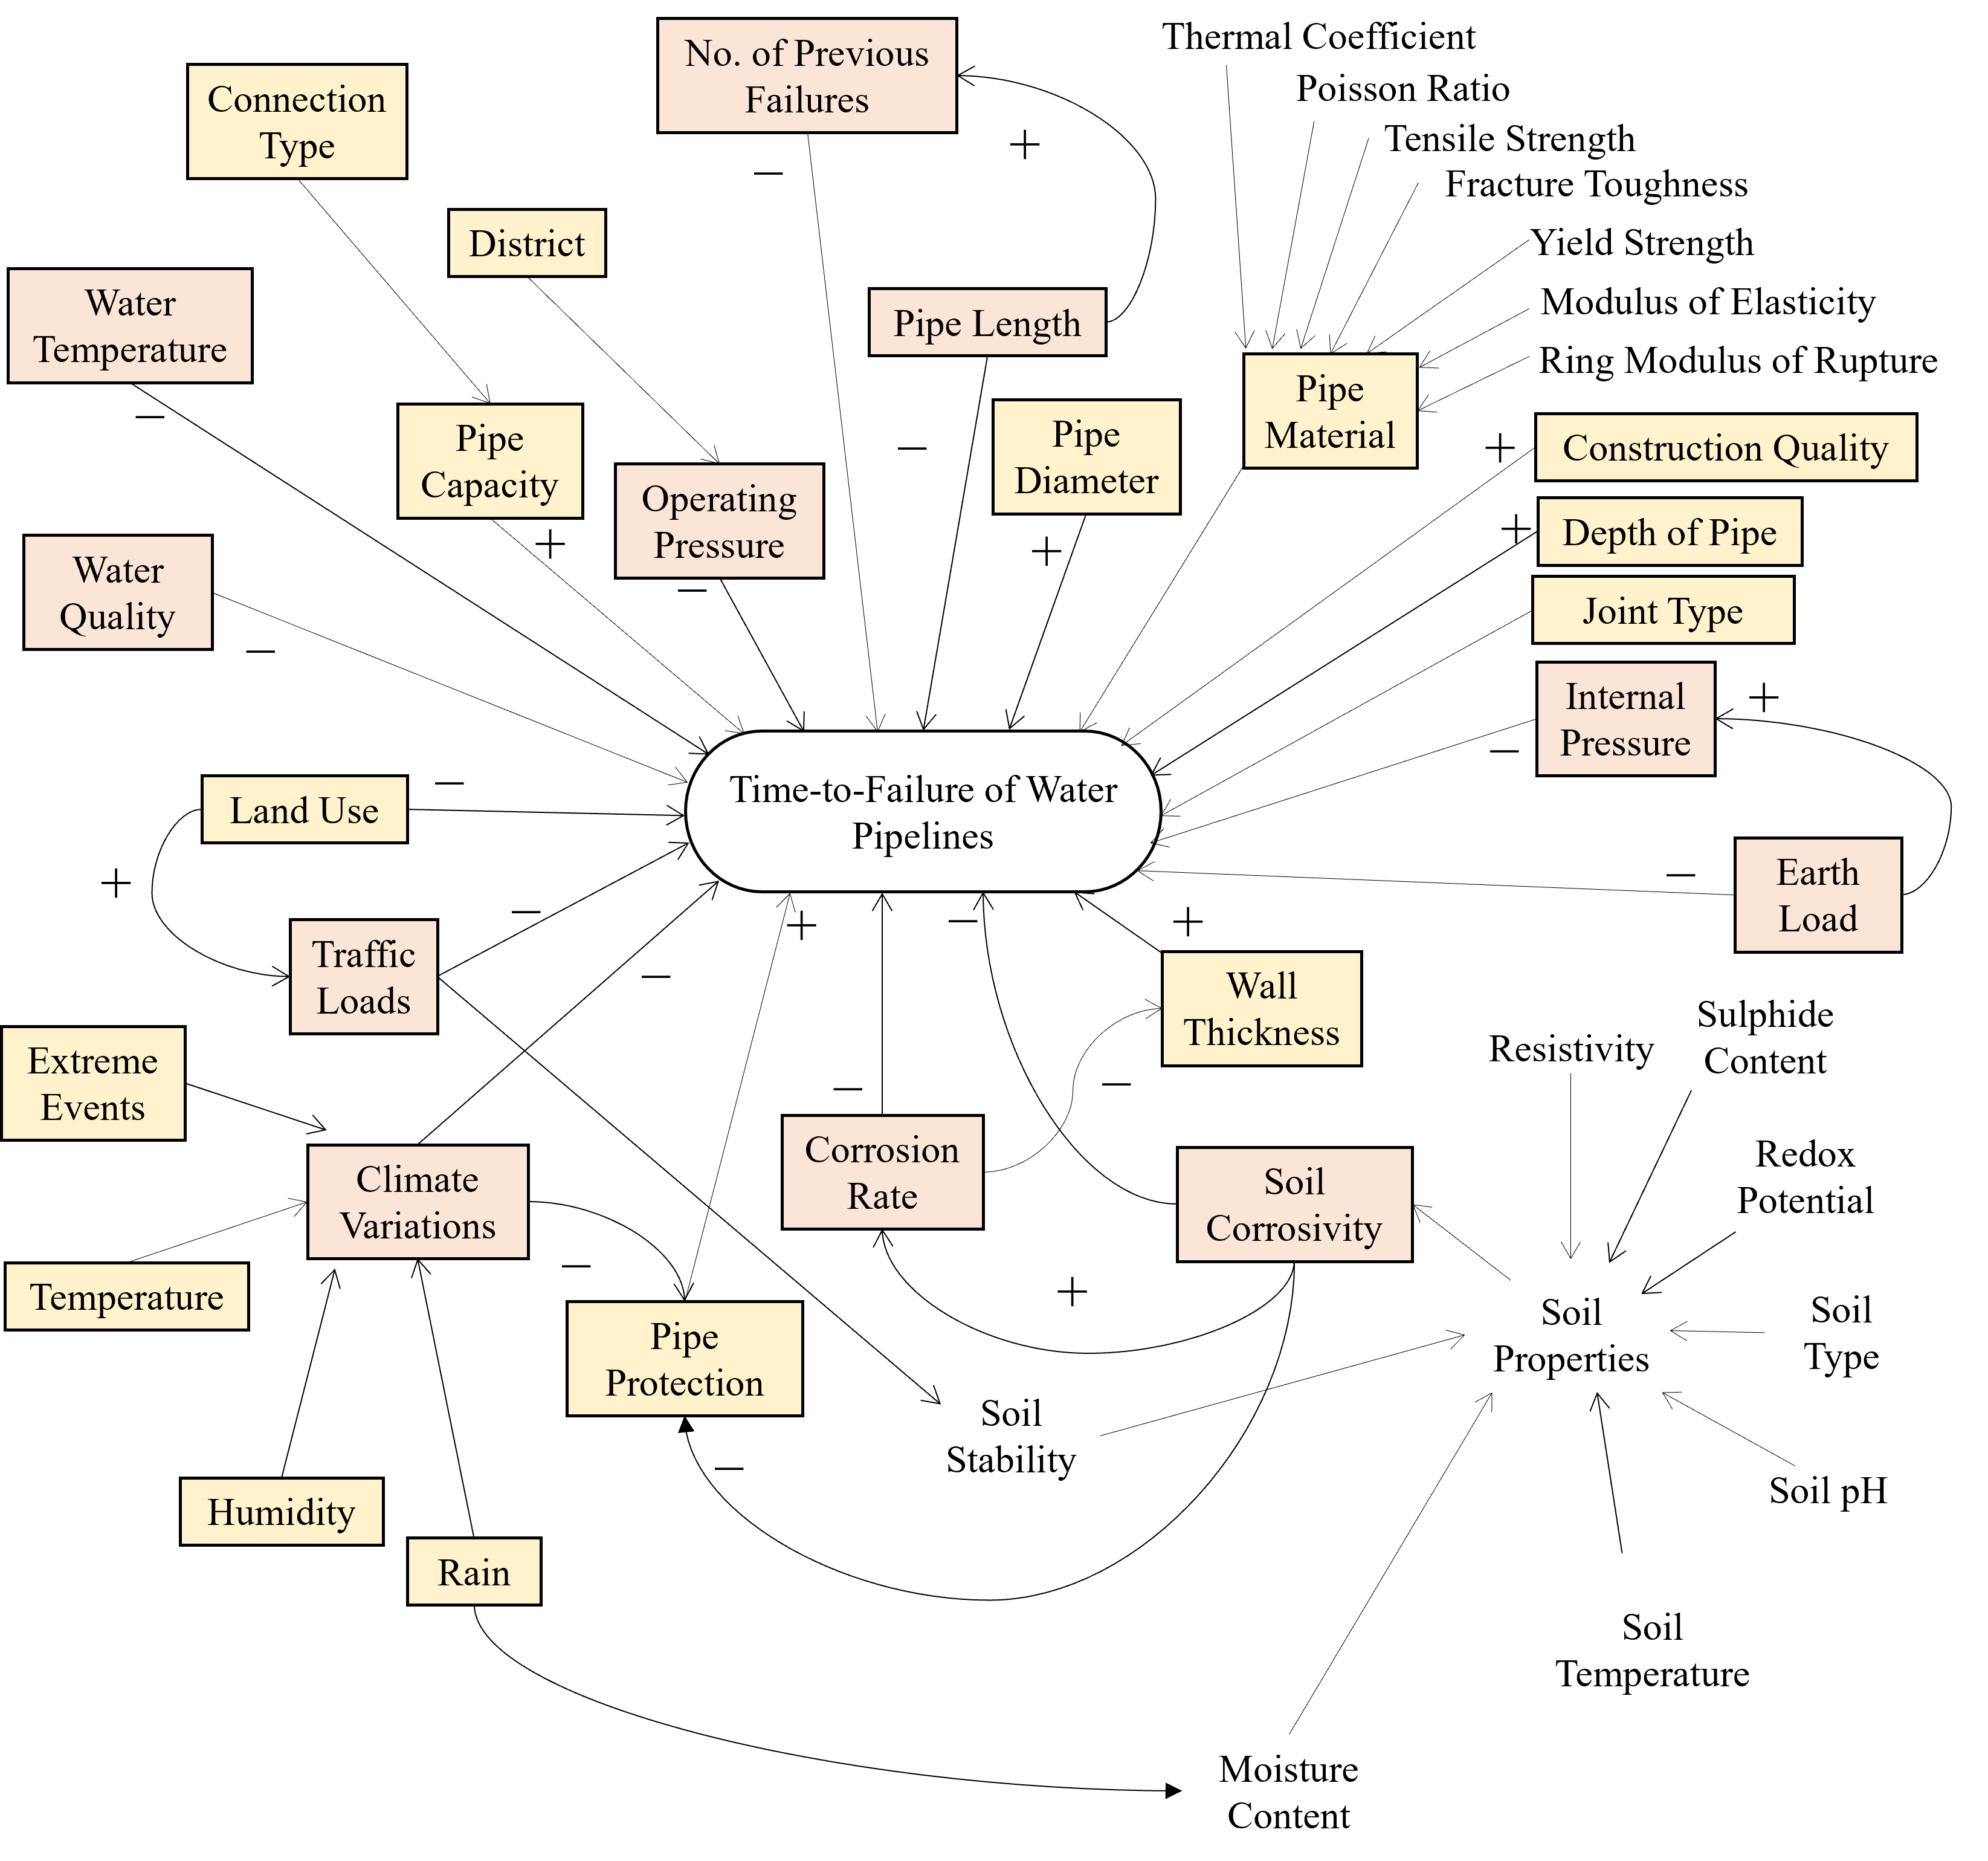 Thermal Coefficient
No. of Previous
Failures
Poisson Ratio
Connection
Type
+
Tensile Strength
–
Fracture Toughness
District
Yield Strength
Water
Temperature
Pipe Length
Modulus of Elasticity
Ring Modulus of Rupture
–
Pipe
Capacity
Pipe
Diameter
Pipe
Material
–
+
Construction Quality
Operating
Pressure
+
Depth of Pipe
+
+
–
Water
Quality
Joint Type
–
Internal
Pressure
+
–
Time-to-Failure of Water
Pipelines
Land Use
–
+
Earth
Load
–
Traffic
Loads
–
+
–
+
–
Wall
Thickness
Sulphide
Content
Resistivity
Extreme
Events
–
–
Corrosion
Rate
Climate
Variations
Soil
Corrosivity
Redox
Potential
Temperature
–
+
Pipe
Protection
Soil
Properties
Soil
Type
Soil
Stability
–
Soil pH
Humidity
Rain
Soil
Temperature
Moisture
Content